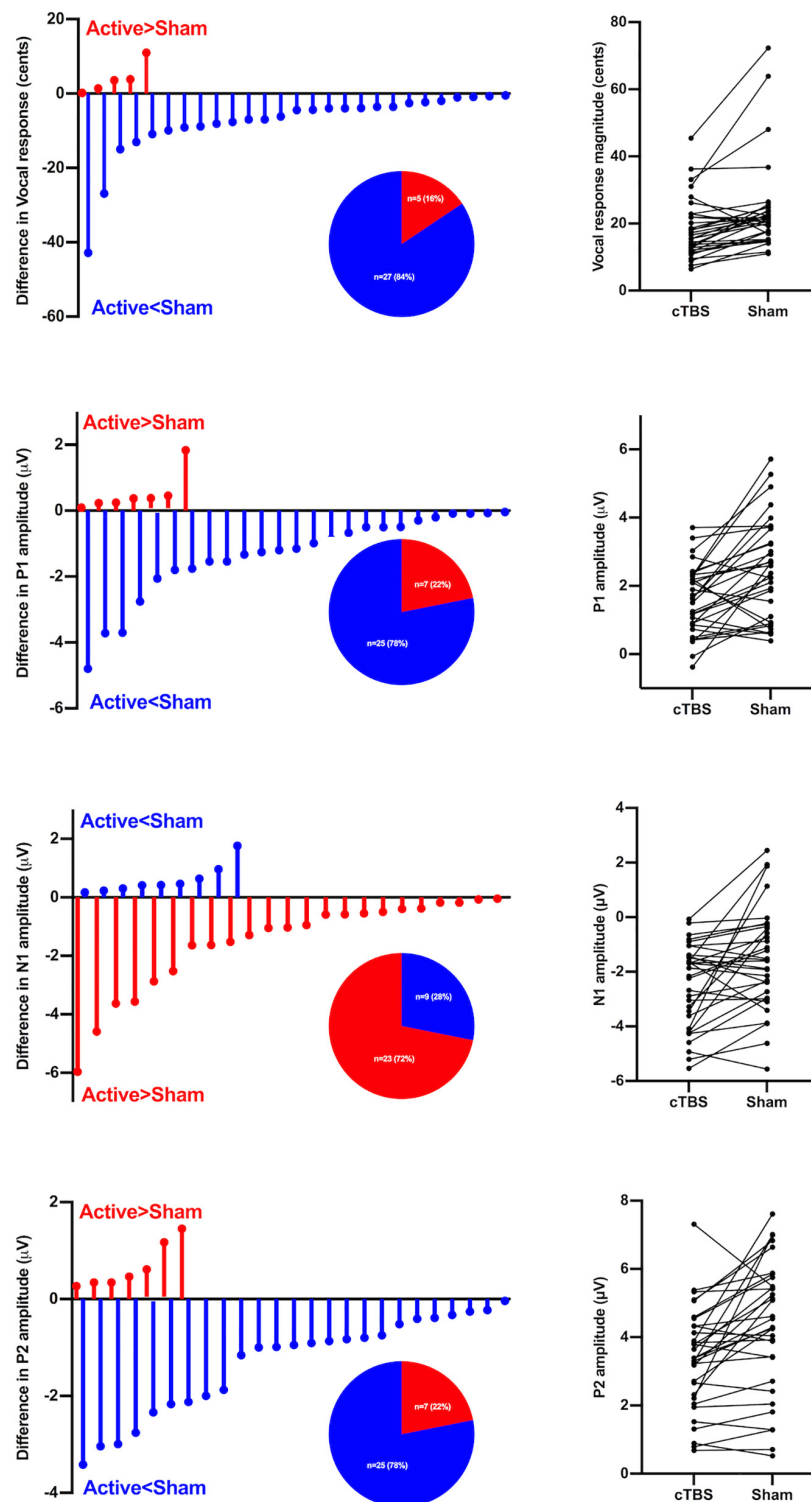 Active>Sham
Difference in Vocal response (cents)
0
-20
-40
-60
n=5 (16%)
n=27 (84%)
Active<Sham
Vocal response magnitude (cents)
80
60
40
20
0
cTBS
Sham
Active>Sham
Difference in P1 amplitude (µV)
2
0
-2
-4
-6
n=7 (22%)
n=25 (78%)
Active<Sham
P1 amplitude (µV)
6
4
2
0
cTBS
Sham
Active<Sham
Difference in N1 amplitude (µV)
2
0
-2
-4
-6
n=9 (28%)
n=23 (72%)
Active>Sham
N1 amplitude (µV)
4
2
0
-2
-4
-6
cTBS
Sham
Active>Sham
Difference in P2 amplitude (µV)
2
0
-2
-4
n=7 (22%)
n=25 (78%)
Active<Sham
P2 amplitude (µV)
8
6
4
2
0
cTBS
Sham